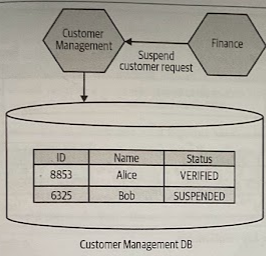 Customer
Management
Finance
Suspend
customer request
ID Name Status
8853 Alice VERIFIED
6325 Bob SUSPENDED
Customer Management DB